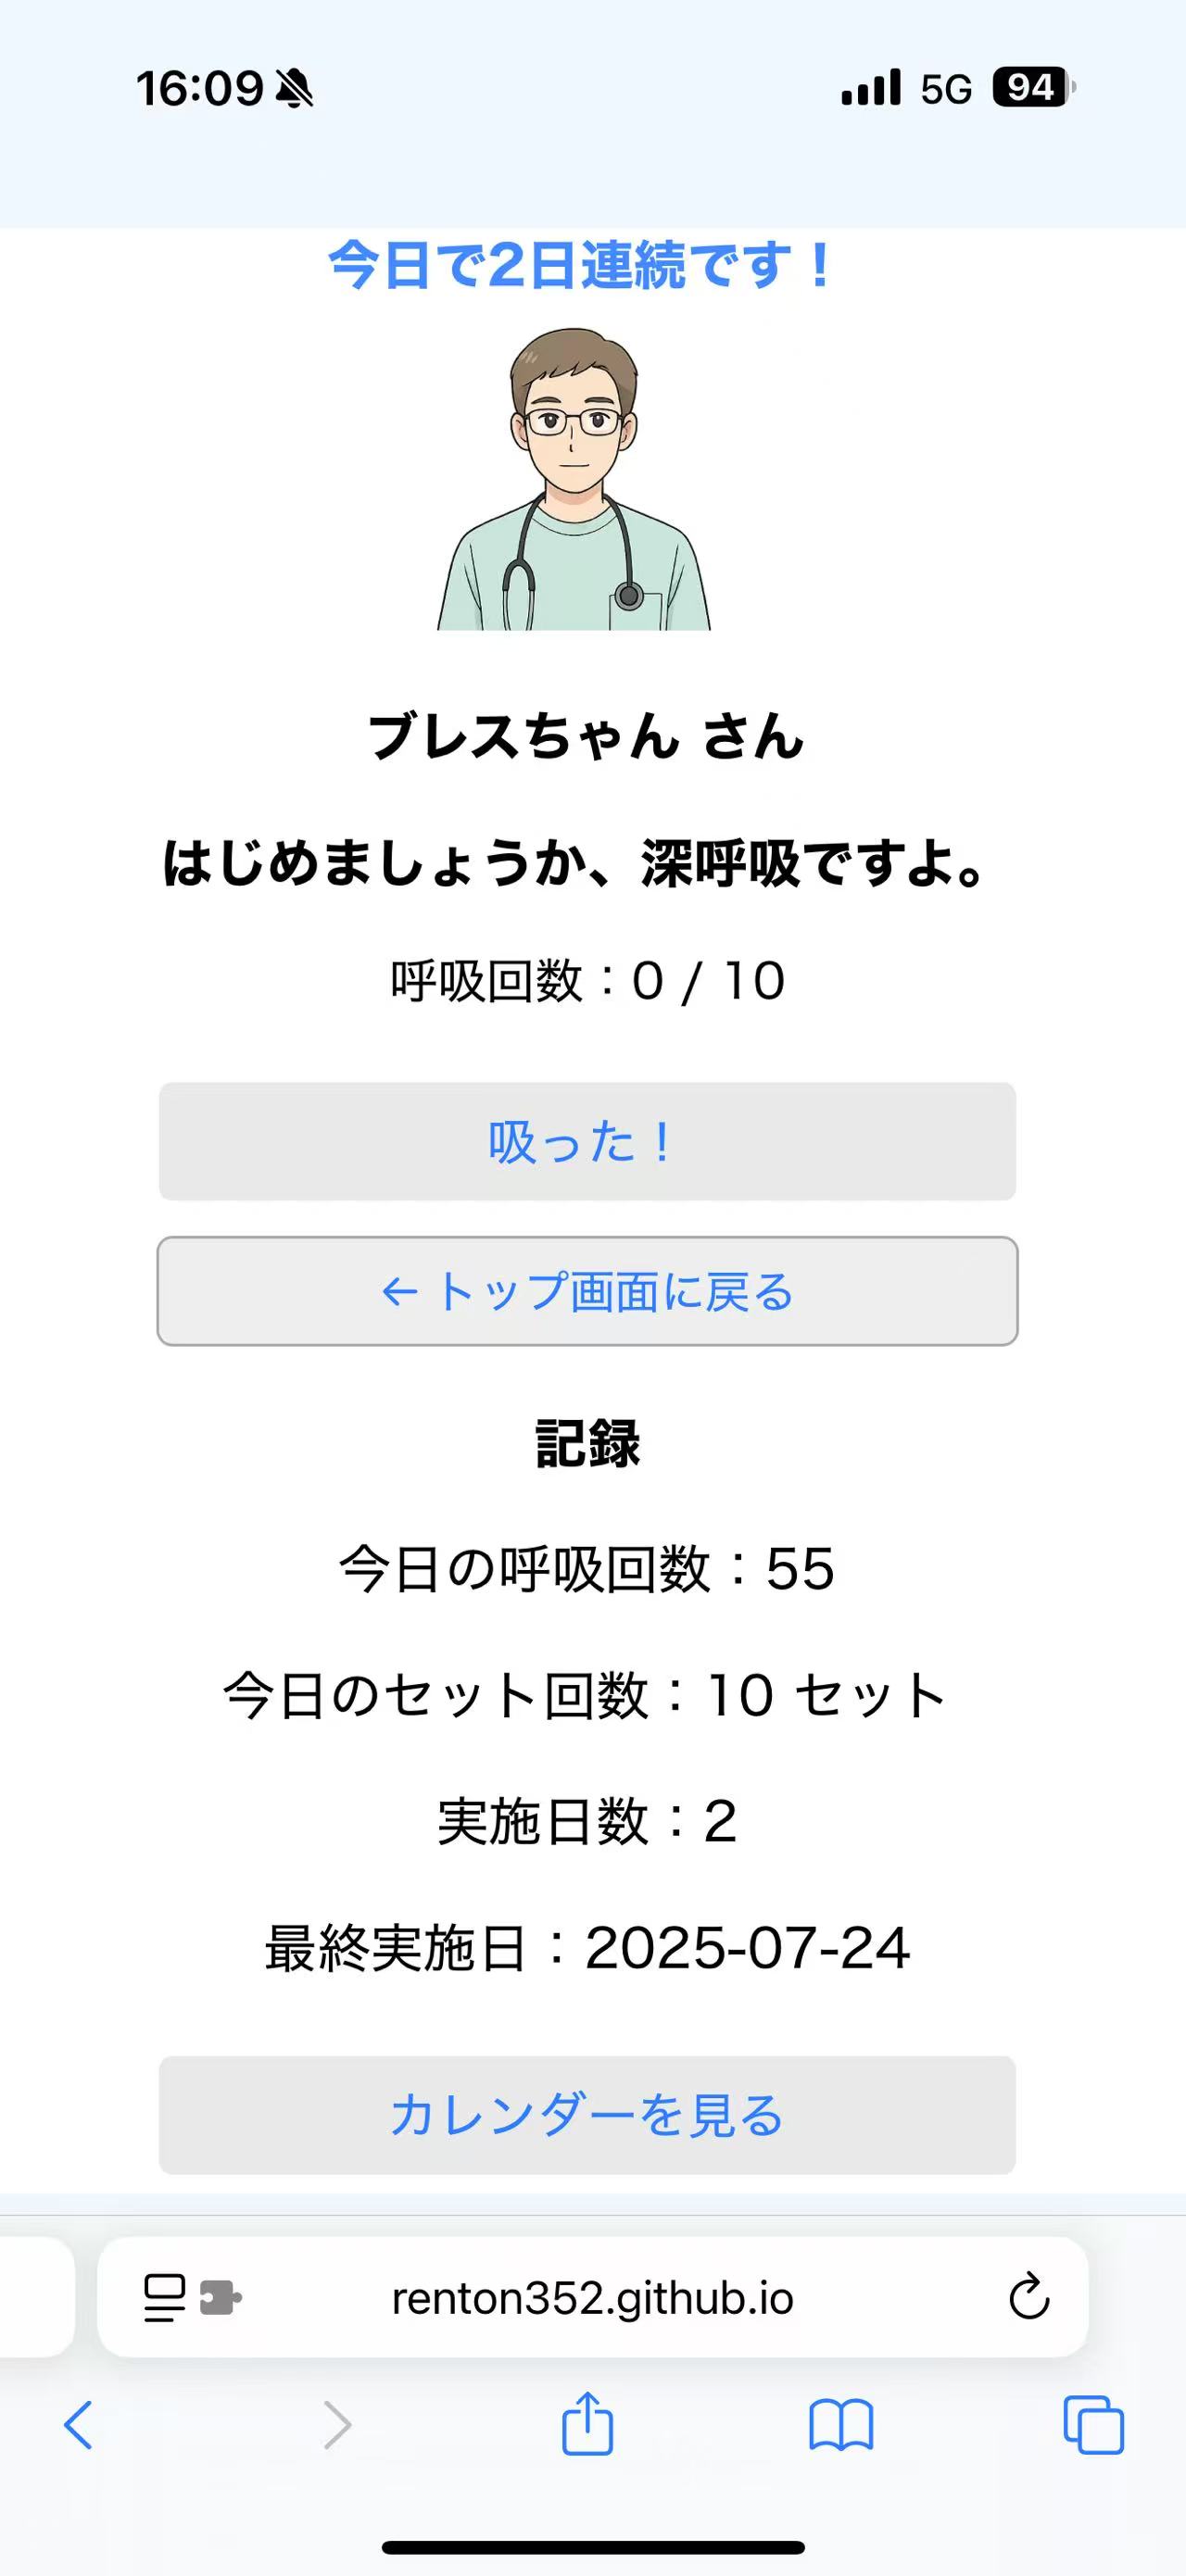 16:09
5G
94
今日で2日連続です！
ブレスちゃん さん
はじめましょうか、深呼吸ですよ。
呼吸回数：0 / 10
吸った！
← トップ画面に戻る
記録
今日の呼吸回数：55
今日のセット回数：10 セット
実施日数：2
最終実施日：2025-07-24
カレンダーを見る
renton352.github.io